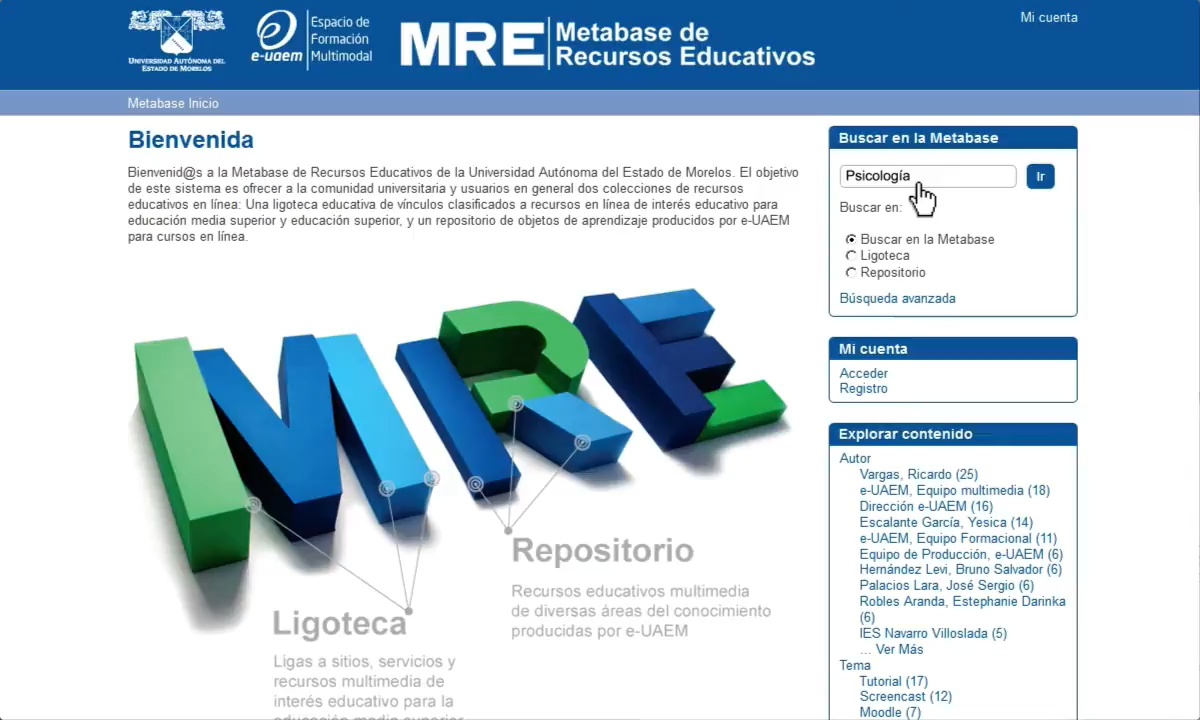 Mi cuenta
UNIVERSIDAD AUTÓNOMA DEL
ESTADO DE MORELOS
e-uaem
Espacio de
Formación
Multimodal
MRE
Metabase de
Recursos Educativos
Metabase Inicio
Bienvenida
Bienvenid@s a la Metabase de Recursos Educativos de la Universidad Autónoma del Estado de Morelos. El objetivo
de este sistema es ofrecer a la comunidad universitaria y usuarios en general dos colecciones de recursos
educativos en línea: Una ligoteca educativa de vínculos clasificados a recursos en línea de interés educativo para
educación media superior y educación superior, y un repositorio de objetos de aprendizaje producidos por e-UAEM
para cursos en línea.
MRE
Repositorio
Recursos educativos multimedia
de diversas áreas del conocimiento
producidas por e-UAEM
Ligoteca
Ligas a sitios, servicios y
recursos multimedia de
interés educativo para la
educación media superior
Buscar en la Metabase
Psicología
Ir
Buscar en:
Buscar en la Metabase
Ligoteca
Repositorio
Búsqueda avanzada
Mi cuenta
Acceder
Registro
Explorar contenido
Autor
Vargas, Ricardo (25)
e-UAEM, Equipo multimedia (18)
Dirección e-UAEM (16)
Escalante García, Yesica (14)
e-UAEM, Equipo Formacional (11)
Equipo de Producción, e-UAEM (6)
Hernández Levi, Bruno Salvador (6)
Palacios Lara, José Sergio (6)
Robles Aranda, Estephanie Darinka
(6)
IES Navarro Villoslada (5)
... Ver Más
Tema
Tutorial (17)
Screencast (12)
Moodle (7)